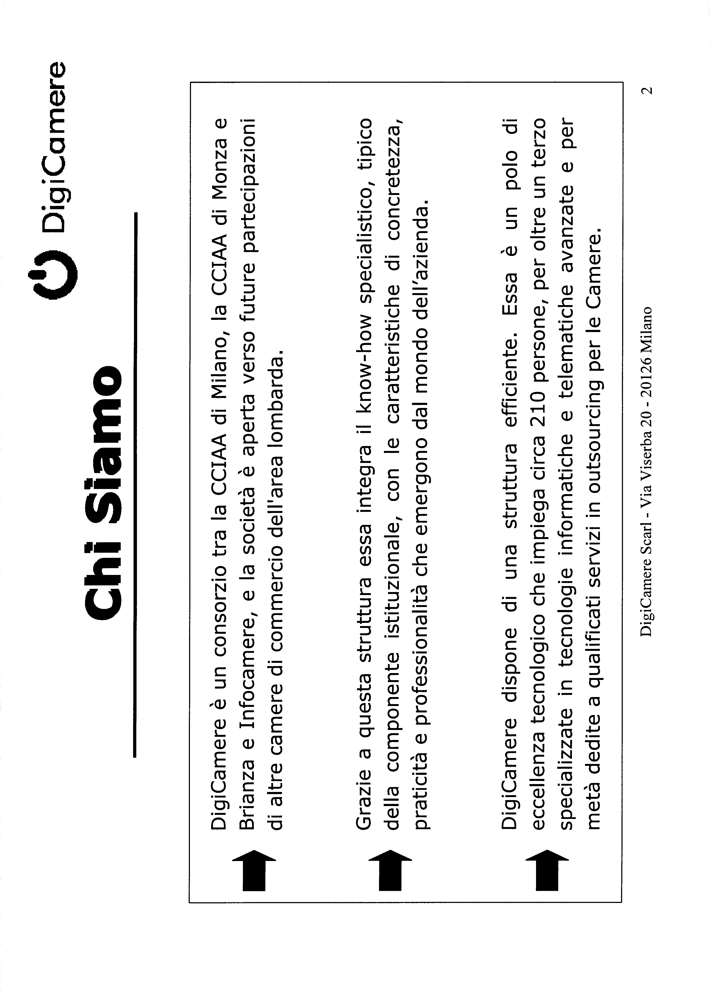 DigiCamere
Chi Siamo
DigiCamere è un consorzio tra la CCIAA di Milano, la CCIAA di Monza e
Brianza e Infocamere, e la società è aperta verso future partecipazioni
di altre camere di commercio dell'area lombarda.
Grazie a questa struttura essa integra il know-how specialistico, tipico
della componente istituzionale, con le caratteristiche di concretezza,
praticità e professionalità che emergono dal mondo dell’azienda.
DigiCamere dispone di una struttura efficiente. Essa è un polo di
eccellenza tecnologico che impiega circa 210 persone, per oltre un terzo
specializzate in tecnologie informatiche e telematiche avanzate e per
metà dedite a qualificati servizi in outsourcing per le Camere.
DigiCamere Scarl - Via Viserba 20 - 20126 Milano
2